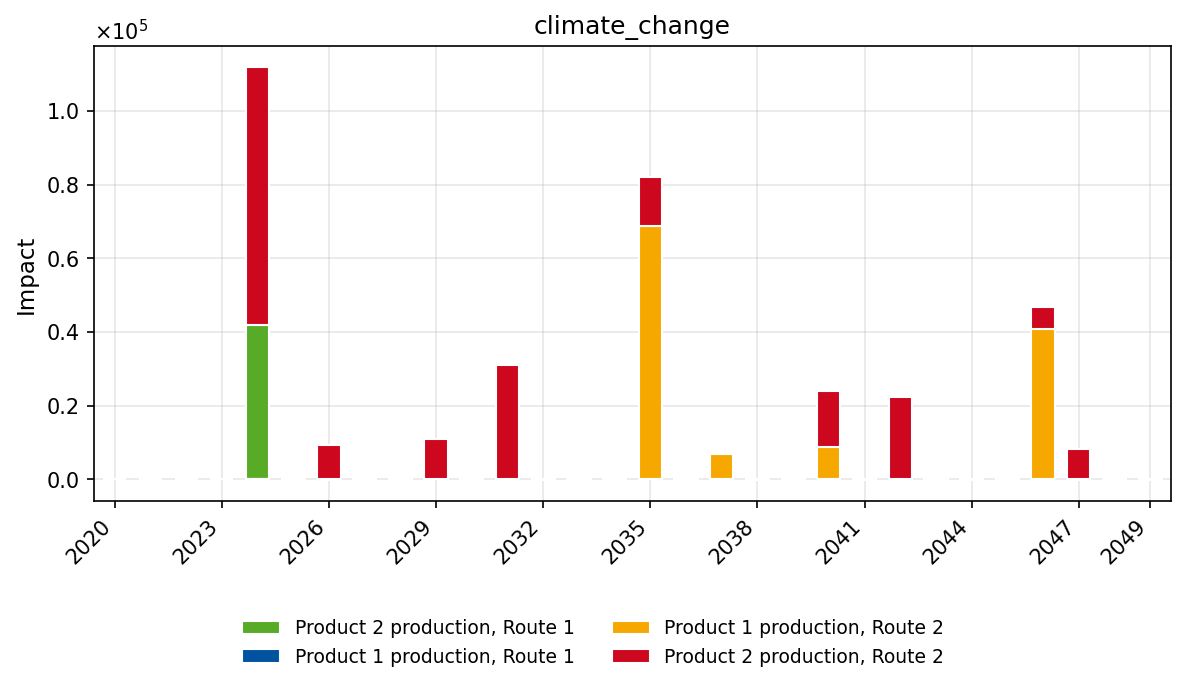 climate_change
×10⁵
Impact
1.0
0.8
0.6
0.4
0.2
0.0
2020 2023 2026 2029 2032 2035 2038 2041 2044 2047 2049
Product 2 production, Route 1
Product 1 production, Route 1
Product 1 production, Route 2
Product 2 production, Route 2